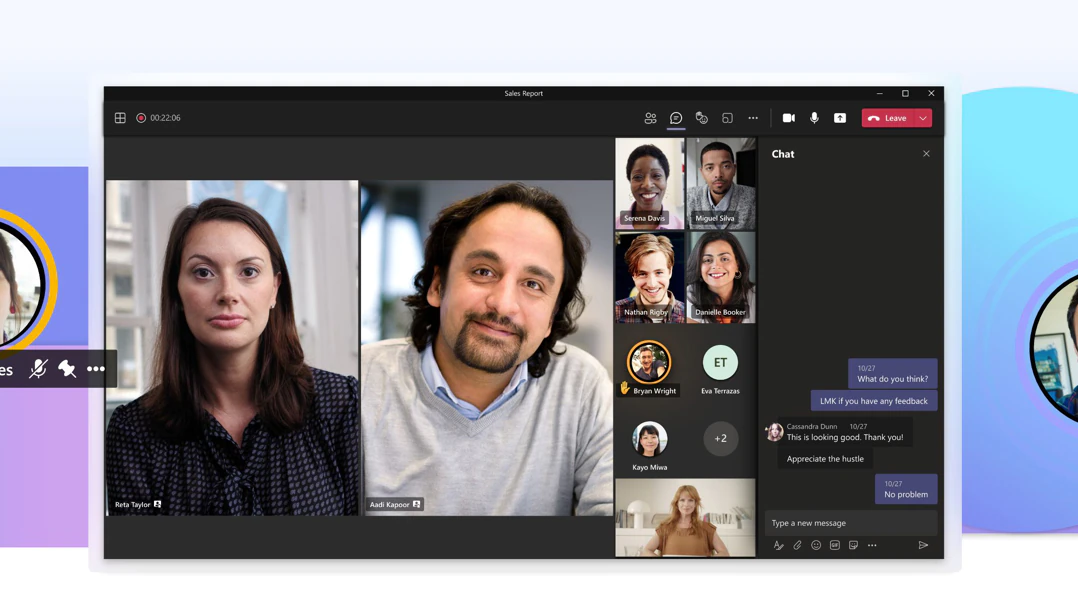 Sales Report
00:22:06
Leave
Chat
Serena Davis
Miguel Silva
Nathan Rigby
Danielle Booker
es
Bryan Wright
ET
Eva Terrazas
Kayo Miwa
+2
Reta Taylor
Aadi Kapoor
10/27
What do you think?
LMK if you have any feedback
Cassandra Dunn 10/27
This is looking good. Thank you!
Appreciate the hustle
10/27
No problem
Type a new message
GIF